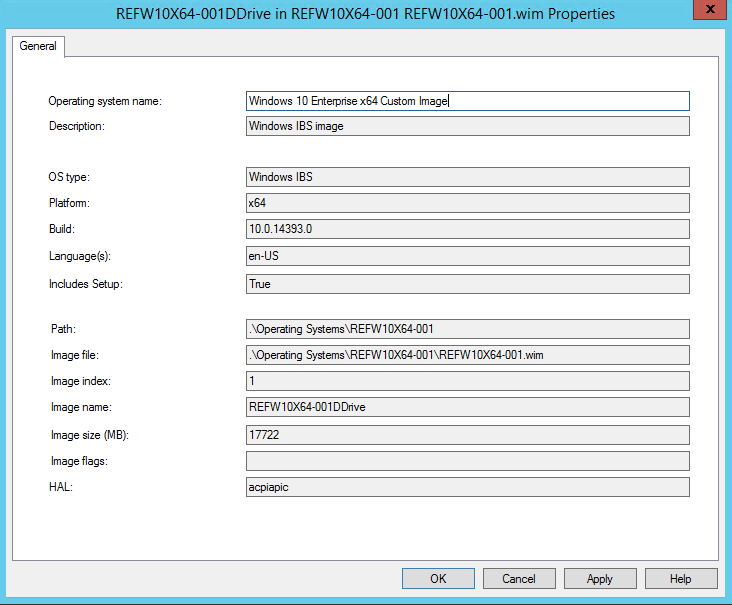 REFW10X64-001DDrive in REFW10X64-001 REFW10X64-001.wim Properties
x
General
Operating system name: Windows 10 Enterprise x64 Custom Image
Description: Windows IBS image
OS type: Windows IBS
Platform: x64
Build: 10.0.14393.0
Language(s): en-US
Includes Setup: True
Path: .\Operating Systems\REFW10X64-001
Image file: .\Operating Systems\REFW10X64-001\REFW10X64-001.wim
Image index: 1
Image name: REFW10X64-001DDrive
Image size (MB): 17722
Image flags:
HAL: acpiapic
OK Cancel Apply Help